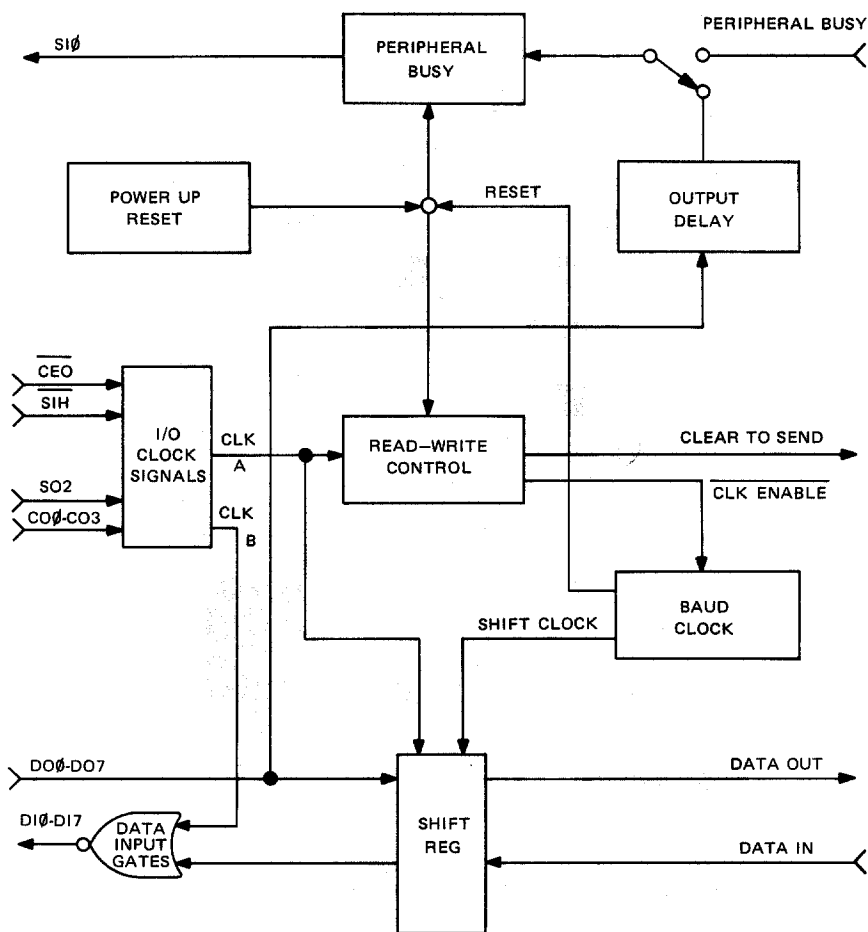 PERIPHERAL BUSY
SIØ
PERIPHERAL
BUSY
POWER UP
RESET
RESET
OUTPUT
DELAY
CEO
SIH
I/O
CLOCK
SIGNALS
CLK
A
READ–WRITE
CONTROL
CLEAR TO SEND
SO2
COØ-CO3
CLK
B
CLK ENABLE
SHIFT CLOCK
BAUD
CLOCK
DOØ-DO7
DATA OUT
DIØ-DI7
DATA
INPUT
GATES
SHIFT
REG
DATA IN